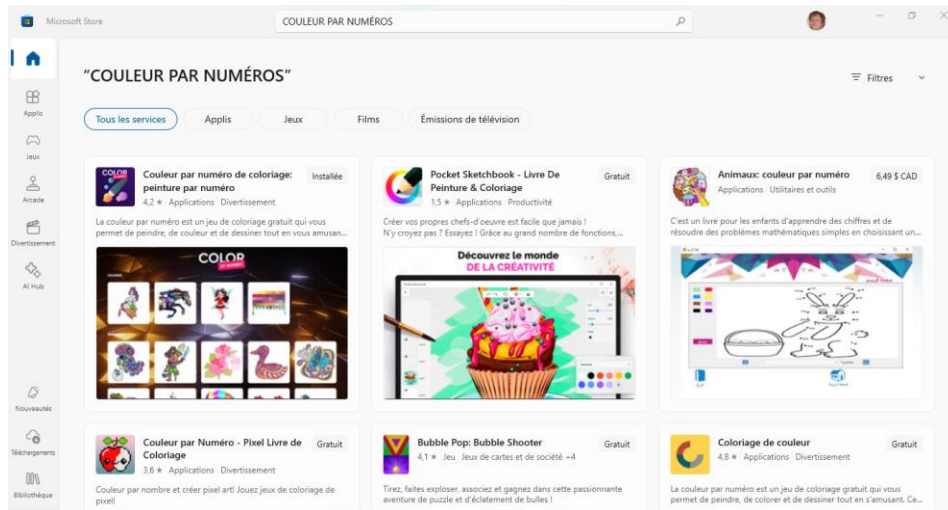 Microsoft Store
COULEUR PAR NUMÉROS
"COULEUR PAR NUMÉROS"
Filtres
Tous les services
Applis
Jeux
Films
Émissions de télévision
Applis
Jeux
Arcade
Divertissement
AI Hub
Nouveautés
Téléchargements
Bibliothèque
Couleur par numéro de coloriage:
peinture par numéro
Installée
4,2 ★ Applications Divertissement
La couleur par numéro est un jeu de coloriage gratuit qui vous
permet de peindre, de couleur et de dessiner tout en vous amusan...
COLOR
Pocket Sketchbook - Livre De
Peinture & Coloriage
Gratuit
1,5 ★ Applications Productivité
Créer vos propres chefs-d'oeuvre est facile que jamais !
N'y croyez pas ? Essayez ! Grâce au grand nombre de fonctions,...
Découvrez le monde
DE LA CRÉATIVITÉ
Animaux: couleur par numéro
6,49 $ CAD
Applications Utilitaires et outils
C'est un livre pour les enfants d'apprendre des chiffres et de
résoudre des problèmes mathématiques simples en choisissant un...
Couleur par Numéro - Pixel Livre de
Coloriage
Gratuit
3,6 ★ Applications Divertissement
Couleur par nombre et créer pixel art! Jouez jeux de coloriage de
pixel!
Bubble Pop: Bubble Shooter
Gratuit
4,1 ★ Jeu Jeux de cartes et de société +4
Tirez, faites exploser, associez et gagnez dans cette passionnante
aventure de puzzle et d'éclatement de bulles !
Coloriage de couleur
Gratuit
4,8 ★ Applications Divertissement
La couleur par numéro est un jeu de coloriage gratuit qui vous
permet de peindre, de colorer et de dessiner tout en s'amusant. Ce...